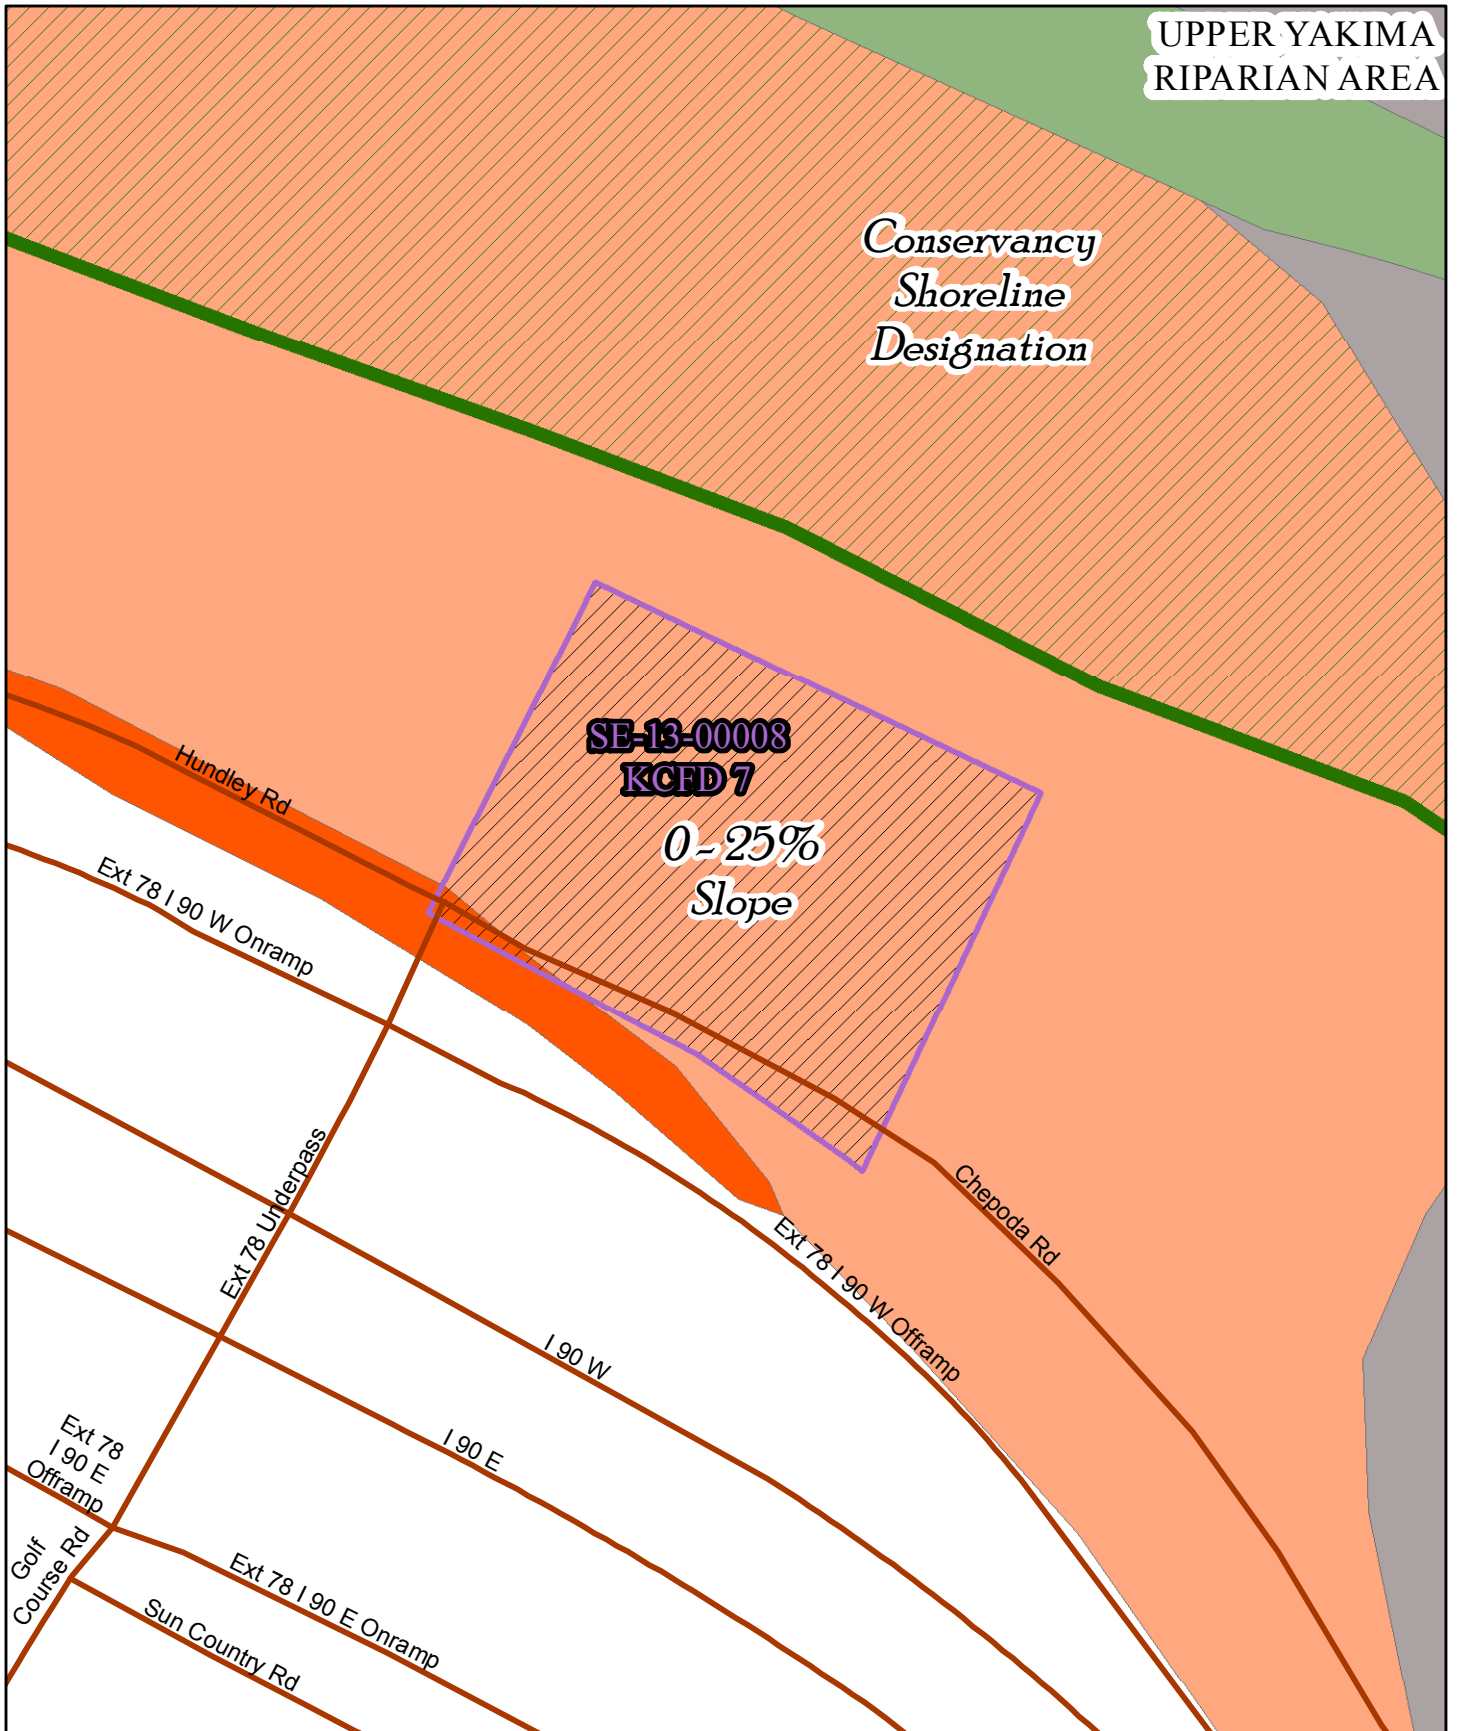 UPPER YAKIMA
RIPARIAN AREA
Conservancy
Shoreline
Designation
SE-13-00008
KCFD 7
0-25%
Slope
Hundley Rd
Ext 78 I 90 W Onramp
Ext 78 Underpass
Chepoda Rd
Ext 78 I 90 W Offramp
I 90 W
I 90 E
Ext 78
I 90 E
Offramp
Golf
Course Rd
Ext 78 I 90 E Onramp
Sun Country Rd